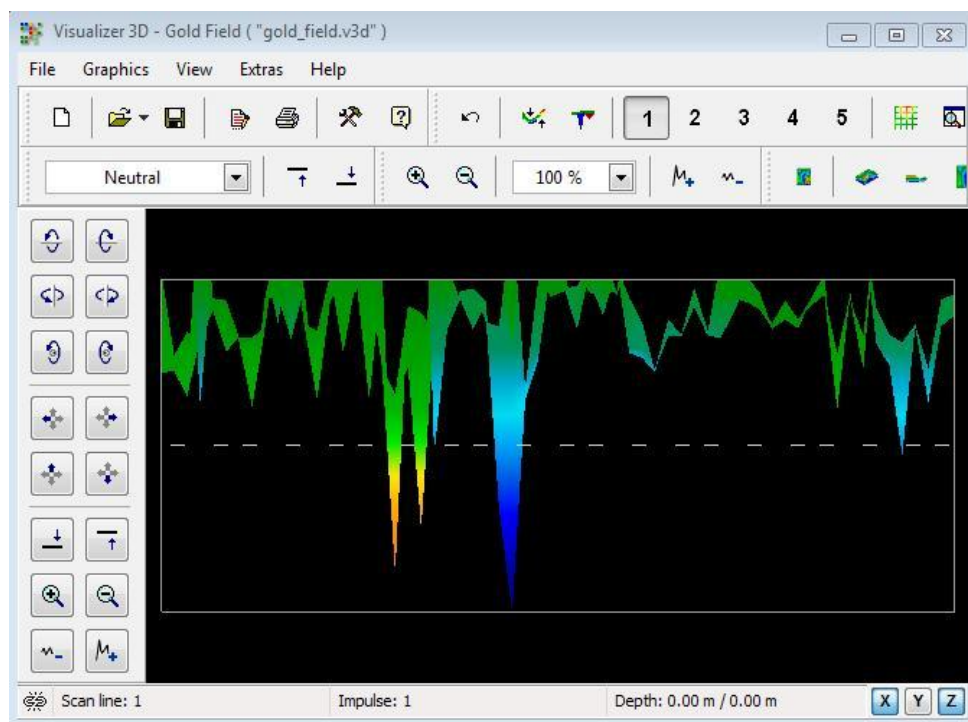 Visualizer 3D - Gold Field ( "gold_field.v3d" )
File Graphics View Extras Help
1 2 3 4 5
Neutral 100 %
Scan line: 1 Impulse: 1 Depth: 0.00 m / 0.00 m X Y Z